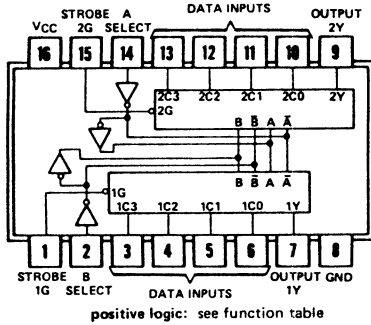 STROBE A DATA INPUTS OUTPUT
VCC 2G SELECT 2Y
16 15 14 13 12 11 10 9
2C3 2C2 2C1 2C0 2Y
2G
B B̅ A A̅
B B̅ A A̅
1G
1C3 1C2 1C1 1C0 1Y
1 2 3 4 5 6 7 8
STROBE B OUTPUT GND
1G SELECT DATA INPUTS 1Y
positive logic: see function table